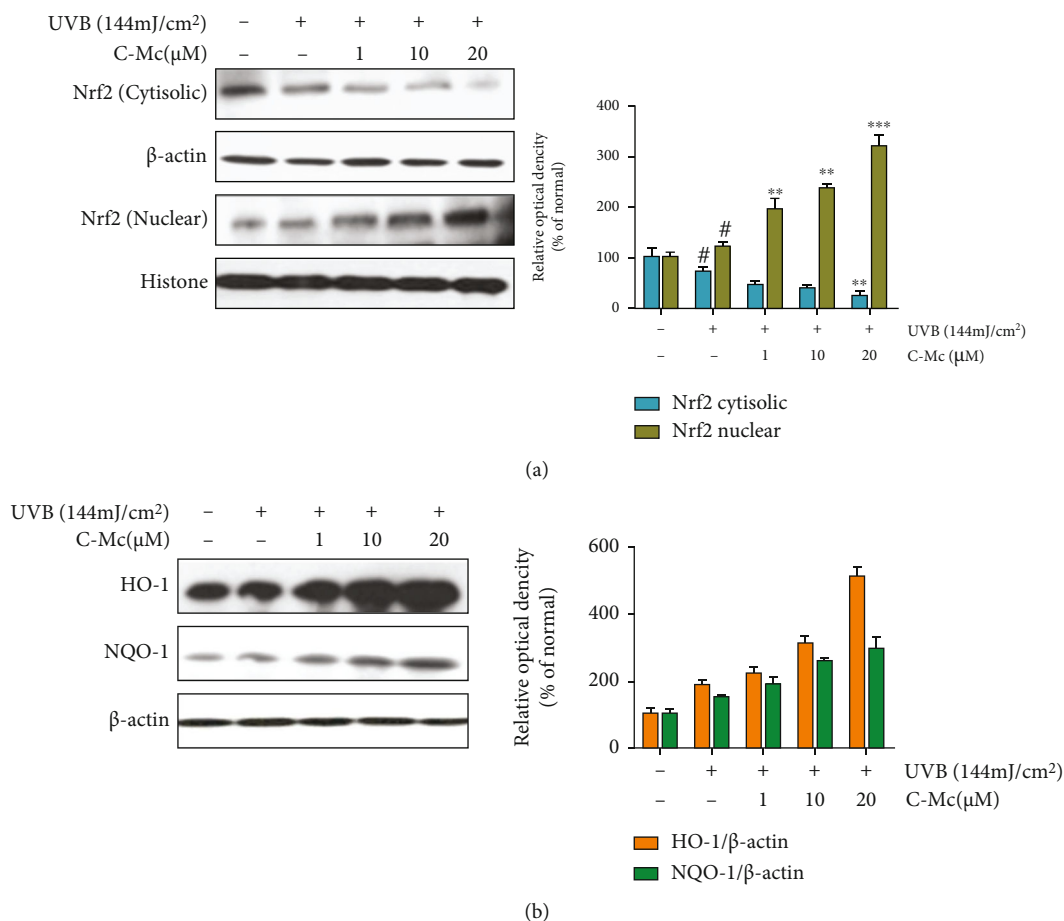 UVB (144mJ/cm²) – + + + +
C-Mc(μM) – – 1 10 20
Nrf2 (Cytisolic)
β-actin
Nrf2 (Nuclear)
Histone
Relative optical dencity
(% of normal)
400
300
200
100
0
# # ** ** ** ***
– + + + + UVB (144mJ/cm²)
– – 1 10 20 C-Mc (μM)
Nrf2 cytisolic
Nrf2 nuclear
(a)
UVB (144mJ/cm²) – + + + +
C-Mc(μM) – – 1 10 20
HO-1
NQO-1
β-actin
Relative optical dencity
(% of normal)
600
400
200
0
– + + + + UVB (144mJ/cm²)
– – 1 10 20 C-Mc(μM)
HO-1/β-actin
NQO-1/β-actin
(b)